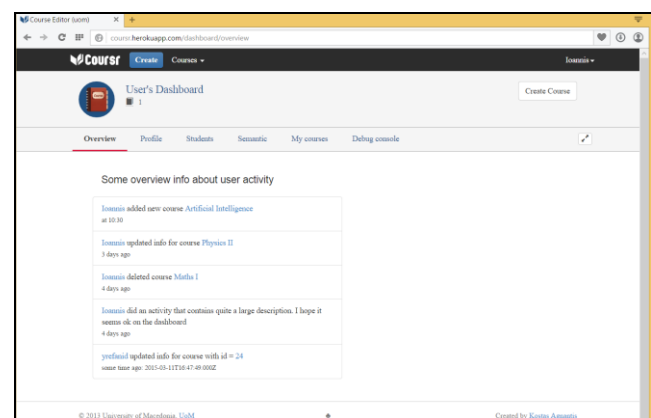 Course Editor (uom)
coursr.herokuapp.com/dashboard/overview
Coursr Create Courses Ioannis
User's Dashboard
1
Create Course
Overview Profile Students Semantic My courses Debug console
Some overview info about user activity
Ioannis added new course Artificial Intelligence
at 10:30
Ioannis updated info for course Physics II
3 days ago
Ioannis deleted course Maths I
4 days ago
Ioannis did an activity that contains quite a large description. I hope it
seems ok on the dashboard
4 days ago
yrefanid updated info for course with id = 24
some time ago: 2015-03-11T16:47:49.000Z
© 2013 University of Macedonia, UoM
Created by Kostas